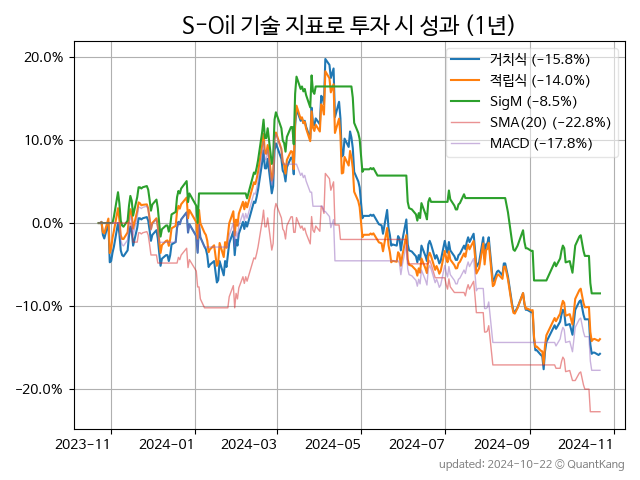 S-Oil 기술 지표로 투자 시 성과 (1년)
거치식 (-15.8%)
적립식 (-14.0%)
SigM (-8.5%)
SMA(20) (-22.8%)
MACD (-17.8%)
20.0%
10.0%
0.0%
-10.0%
-20.0%
2023-11 2024-01 2024-03 2024-05 2024-07 2024-09 2024-11
updated: 2024-10-22 © QuantKang